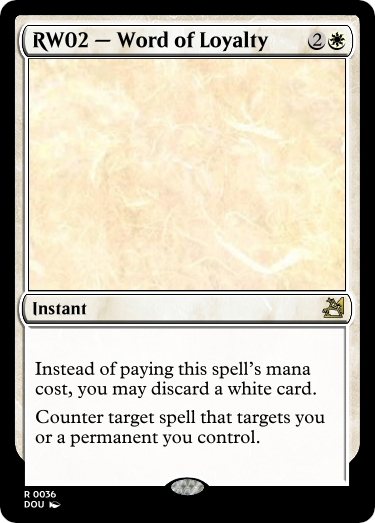 RW02 — Word of Loyalty 2
Instant
Instead of paying this spell's mana
cost, you may discard a white card.
Counter target spell that targets you
or a permanent you control.
R 0036
DOU